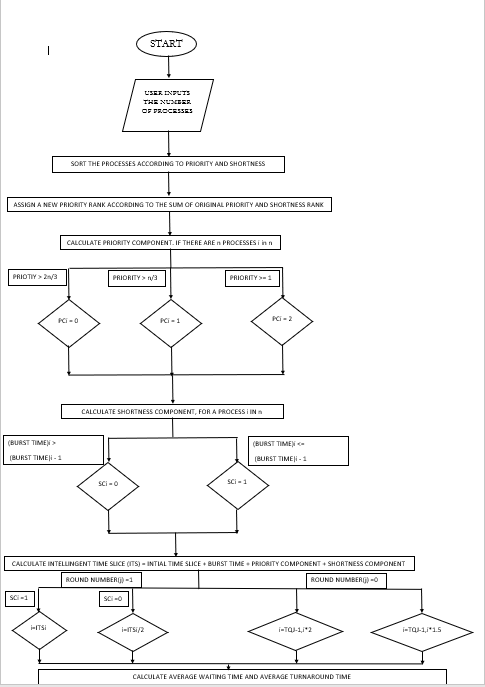 START
USER INPUTS
THE NUMBER
OF PROCESSES
SORT THE PROCESSES ACCORDING TO PRIORITY AND SHORTNESS
ASSIGN A NEW PRIORITY RANK ACCORDING TO THE SUM OF ORIGINAL PRIORITY AND SHORTNESS RANK
CALCULATE PRIORITY COMPONENT. IF THERE ARE n PROCESSES i in n
PRIOTIY > 2n/3
PRIORITY > n/3
PRIORITY >= 1
PCi = 0
PCi = 1
PCi = 2
CALCULATE SHORTNESS COMPONENT, FOR A PROCESS i IN n
(BURST TIME)i >
(BURST TIME)i - 1
(BURST TIME)i <=
(BURST TIME)i - 1
SCi = 0
SCi = 1
CALCULATE INTELLINGENT TIME SLICE (ITS) = INTIAL TIME SLICE + BURST TIME + PRIORITY COMPONENT + SHORTNESS COMPONENT
ROUND NUMBER(j) =1
ROUND NUMBER(j) =0
SCi =1
SCi =0
i=ITSi
i=ITSi/2
i=TQJ-1,i*2
i=TQJ-1,i*1.5
CALCULATE AVERAGE WAITING TIME AND AVERAGE TURNAROUND TIME